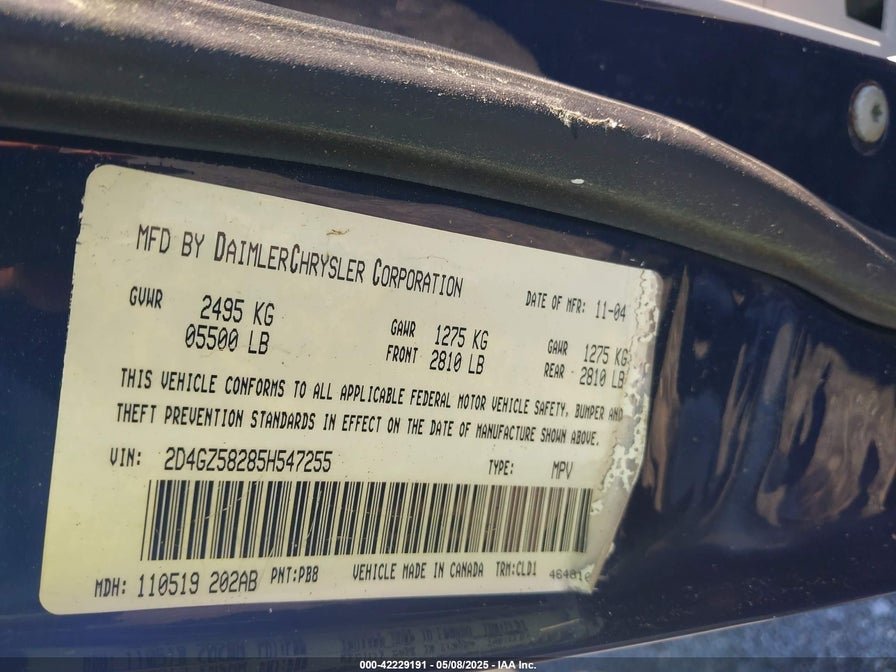 MFD BY DAIMLERCHRYSLER CORPORATION
DATE OF MFR: 11-04
GVWR 2495 KG
05500 LB
GAWR FRONT 1275 KG
2810 LB
GAWR REAR 1275 KG
2810 LB
THIS VEHICLE CONFORMS TO ALL APPLICABLE FEDERAL MOTOR VEHICLE SAFETY, BUMPER AND
THEFT PREVENTION STANDARDS IN EFFECT ON THE DATE OF MANUFACTURE SHOWN ABOVE.
VIN: 2D4GZ58285H547255 TYPE: MPV
MDH: 110519 202AB PNT:PB8 VEHICLE MADE IN CANADA TRM:CLD1
000-42229191 - 05/08/2025 - IAA Inc.